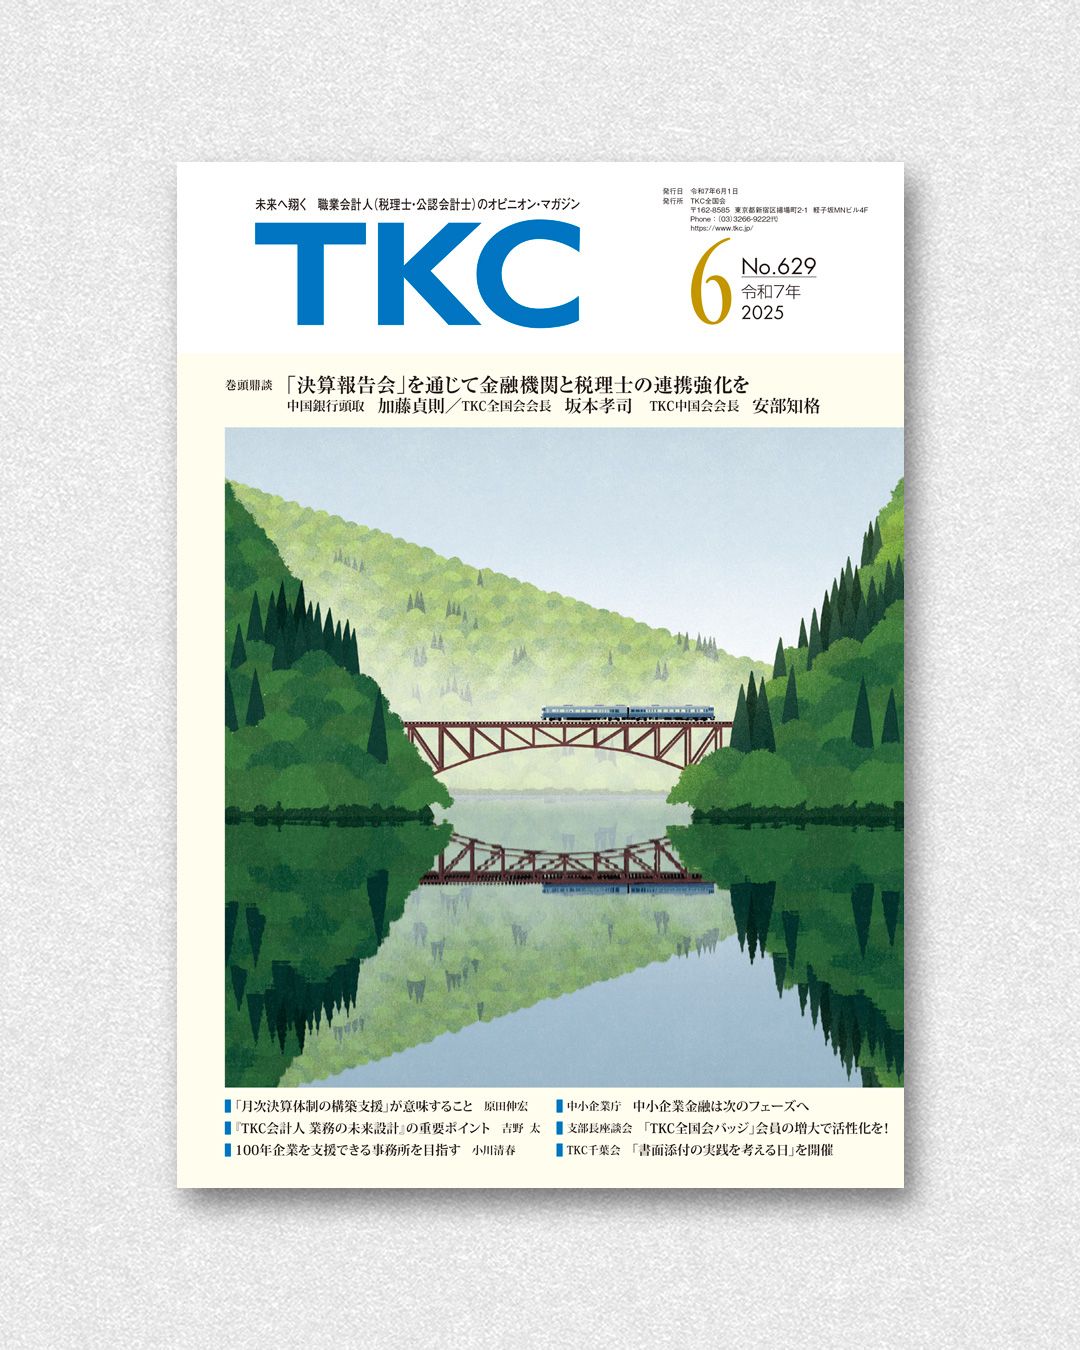 未来へ翔く 職業会計人(税理士・公認会計士)のオピニオン・マガジン
TKC
発行日 令和7年6月1日
発行所 TKC全国会
〒162-8585 東京都新宿区揚場町2-1 軽子坂MNビル4F
Phone:(03)3266-9222代
https://www.tkc.jp/
6
No.629
令和7年
2025
巻頭鼎談 「決算報告会」を通じて金融機関と税理士の連携強化を
中国銀行頭取 加藤貞則/TKC全国会会長 坂本孝司 TKC中国会会長 安部知格
「月次決算体制の構築支援」が意味すること 原田伸宏
『TKC会計人 業務の未来設計』の重要ポイント 吉野 太
100年企業を支援できる事務所を目指す 小川清春
中小企業庁 中小企業金融は次のフェーズへ
支部長座談会 「TKC全国会バッジ」会員の増大で活性化を!
TKC千葉会 「書面添付の実践を考える日」を開催